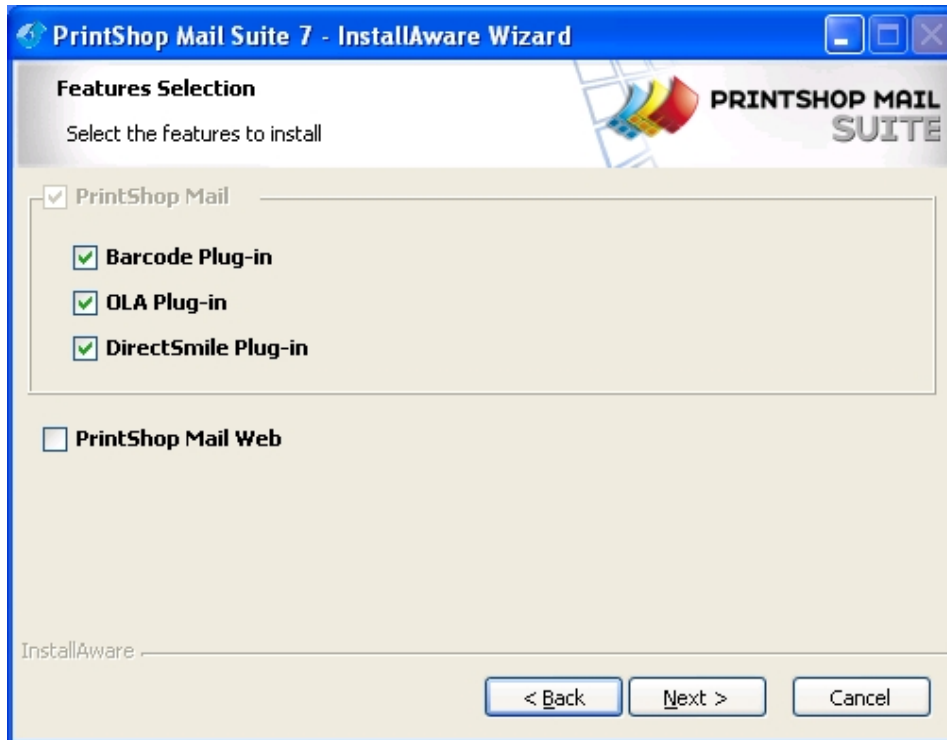 PrintShop Mail Suite 7 - InstallAware Wizard
Features Selection
Select the features to install
PRINTSHOP MAIL
SUITE
PrintShop Mail
Barcode Plug-in
OLA Plug-in
DirectSmile Plug-in
PrintShop Mail Web
InstallAware
< Back Next > Cancel